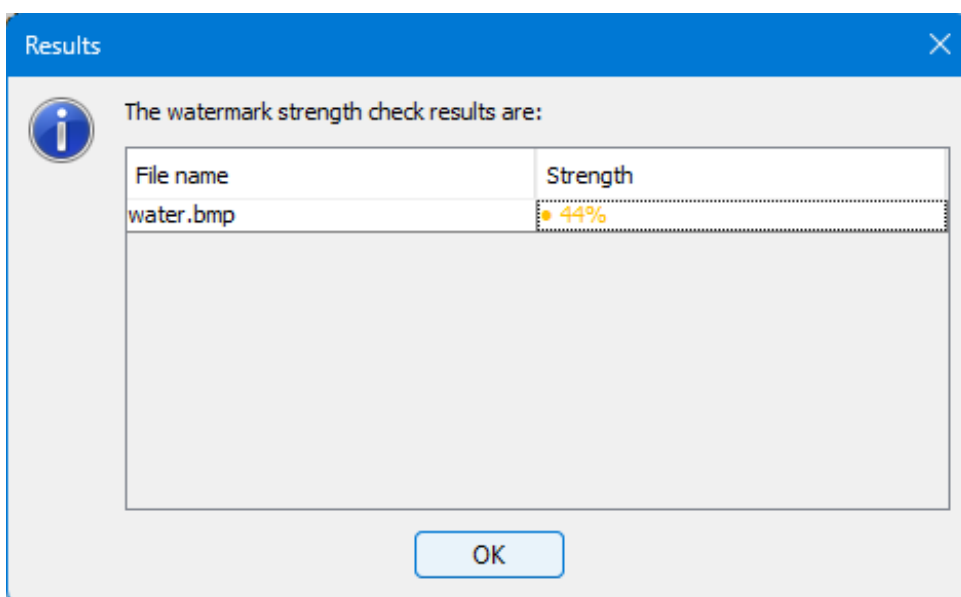 Results
The watermark strength check results are:
File name Strength
water.bmp 44%
OK